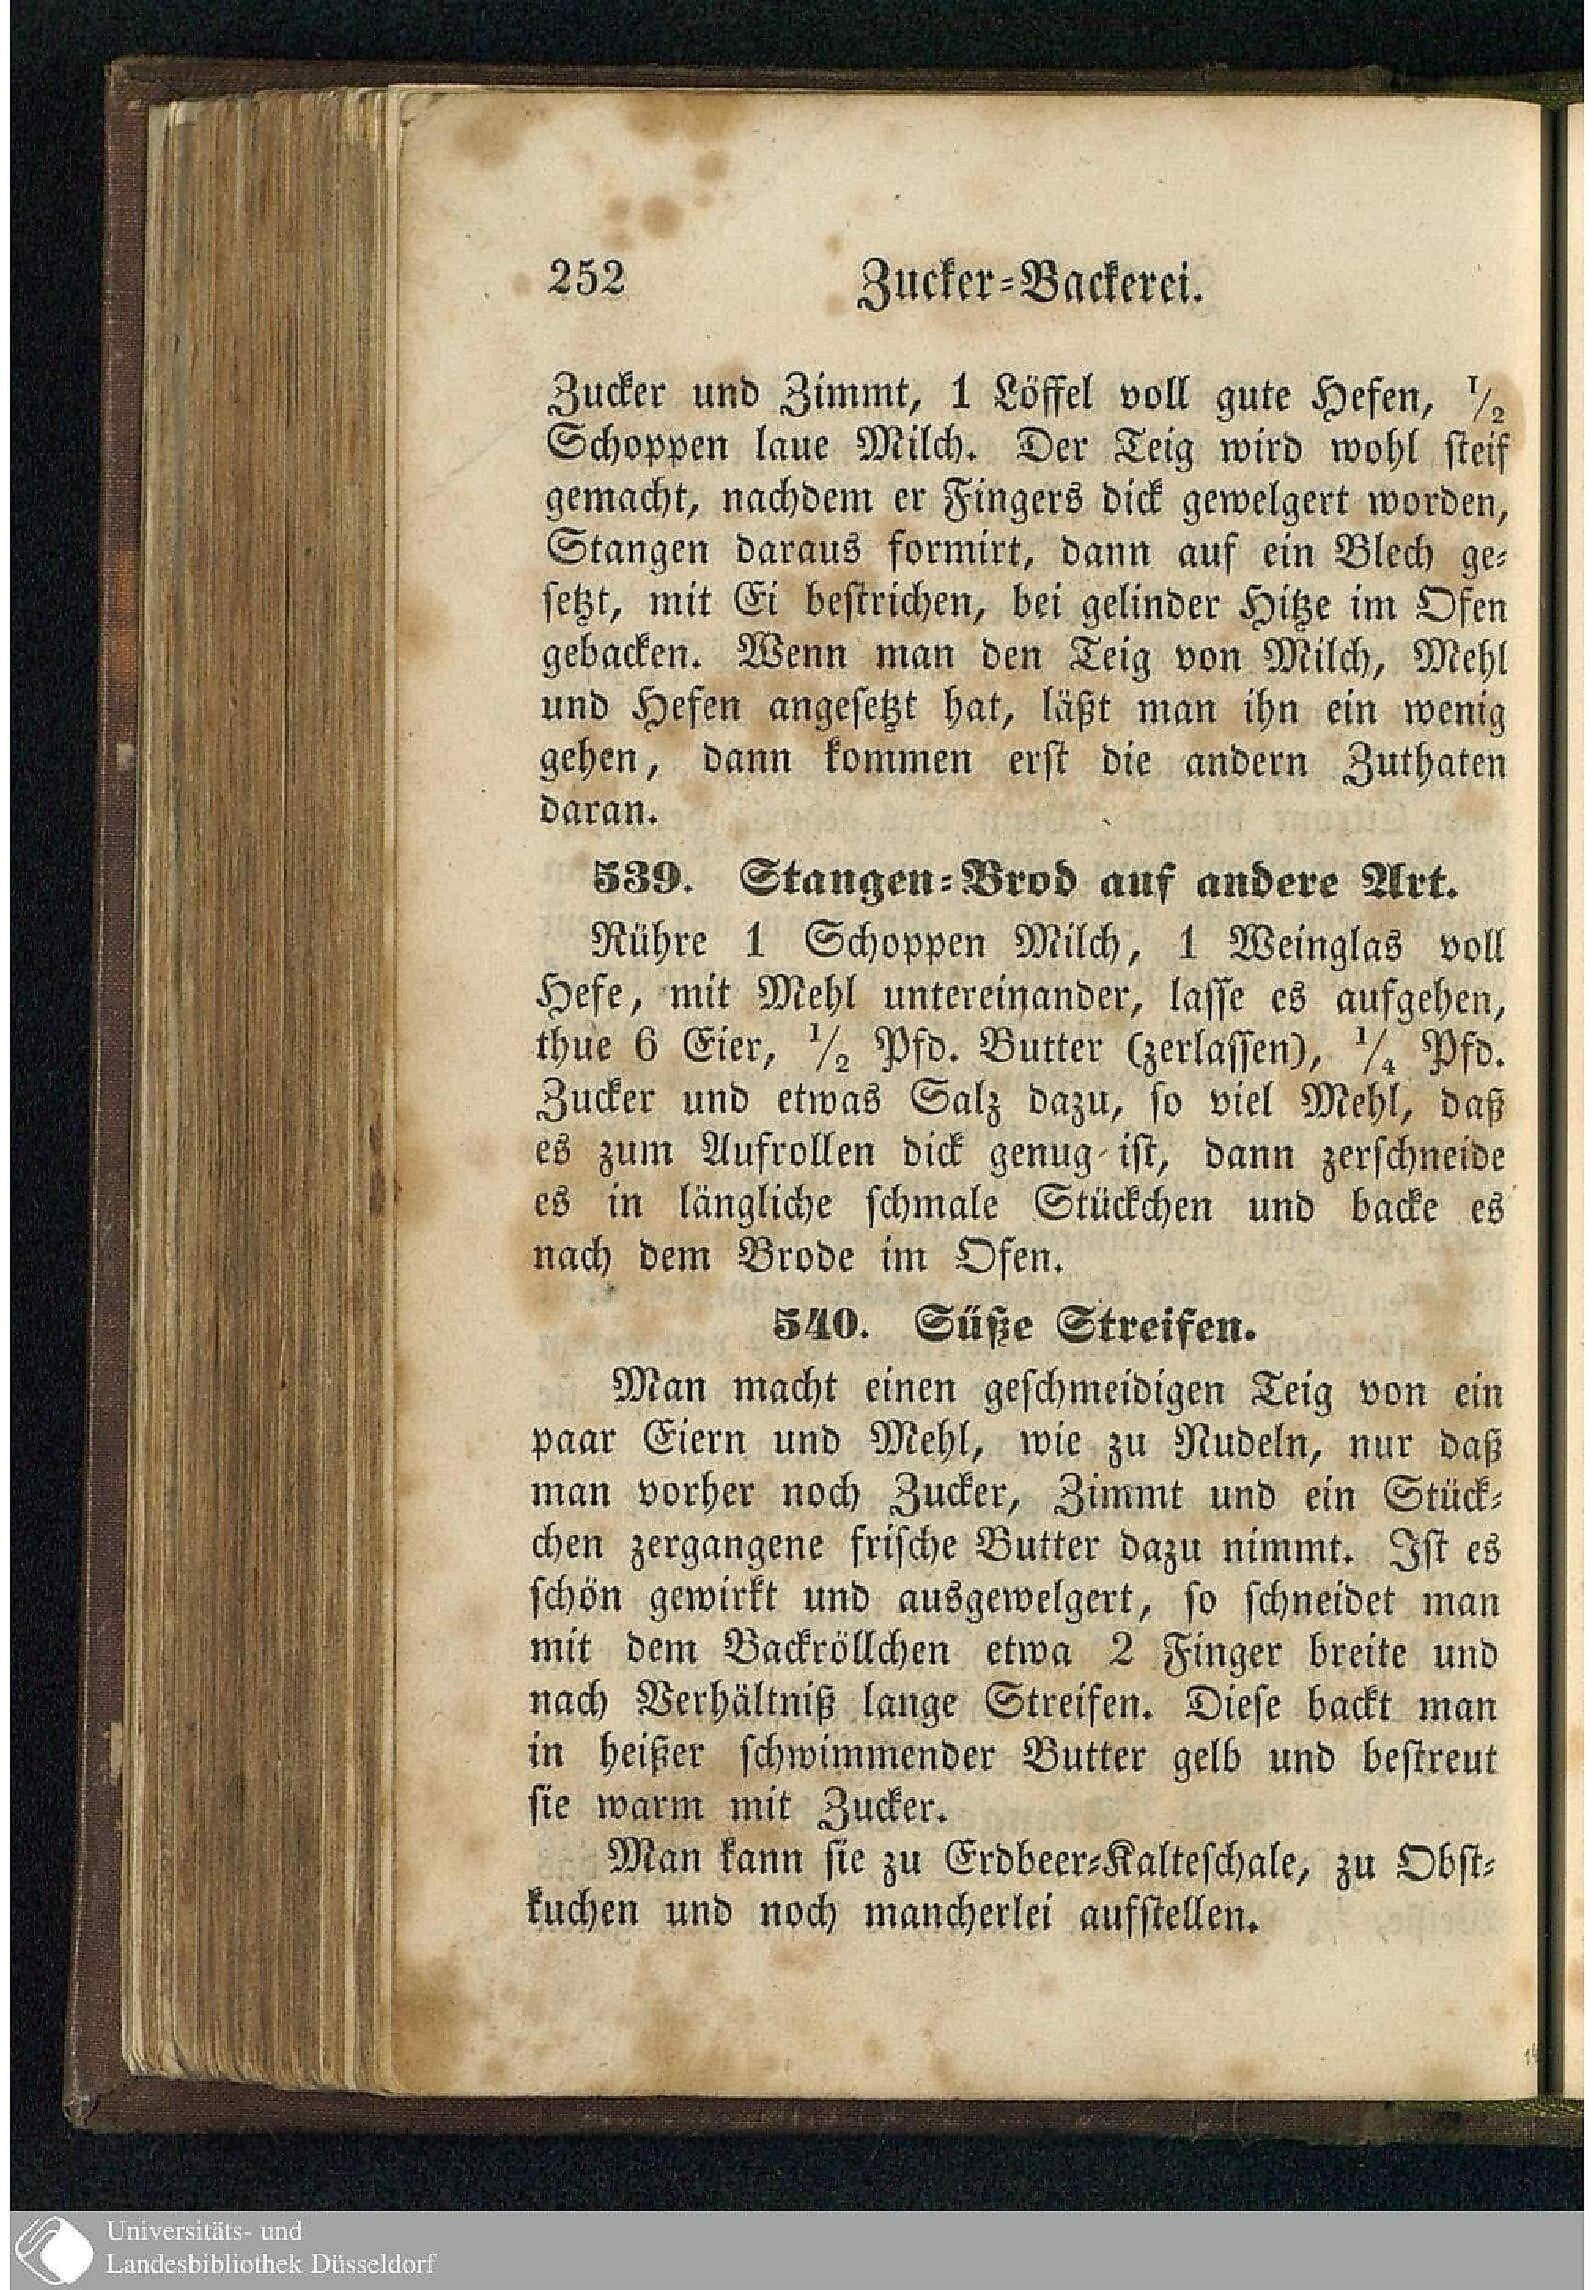 252 Zucker-Backerei.
Zucker und Zimmt, 1 Löffel voll gute Hefen, 1/2
Schoppen laue Milch. Der Teig wird wohl steif
gemacht, nachdem er Fingers dick gewelgert worden,
Stangen daraus formirt, dann auf ein Blech ge-
setzt, mit Ei bestrichen, bei gelinder Hitze im Ofen
gebacken. Wenn man den Teig von Milch, Mehl
und Hefen angesetzt hat, läßt man ihn ein wenig
gehen, dann kommen erst die andern Zuthaten
daran.
539. Stangen-Brod auf andere Art.
Rühre 1 Schoppen Milch, 1 Weinglas voll
Hefe, mit Mehl untereinander, lasse es aufgehen,
thue 6 Eier, 1/2 Pfd. Butter (zerlassen), 1/4 Pfd.
Zucker und etwas Salz dazu, so viel Mehl, daß
es zum Aufrollen dick genug ist, dann zerschneide
es in längliche schmale Stückchen und backe es
nach dem Brode im Ofen.
540. Süße Streifen.
Man macht einen geschmeidigen Teig von ein
paar Eiern und Mehl, wie zu Nudeln, nur daß
man vorher noch Zucker, Zimmt und ein Stück-
chen zergangene frische Butter dazu nimmt. Ist es
schön gewirkt und ausgewelgert, so schneidet man
mit dem Backröllchen etwa 2 Finger breite und
nach Verhältniß lange Streifen. Diese backt man
in heißer schwimmender Butter gelb und bestreut
sie warm mit Zucker.
Man kann sie zu Erdbeer-Kalteschale, zu Obst-
kuchen und noch mancherlei aufstellen.
Universitäts- und
Landesbibliothek Düsseldorf